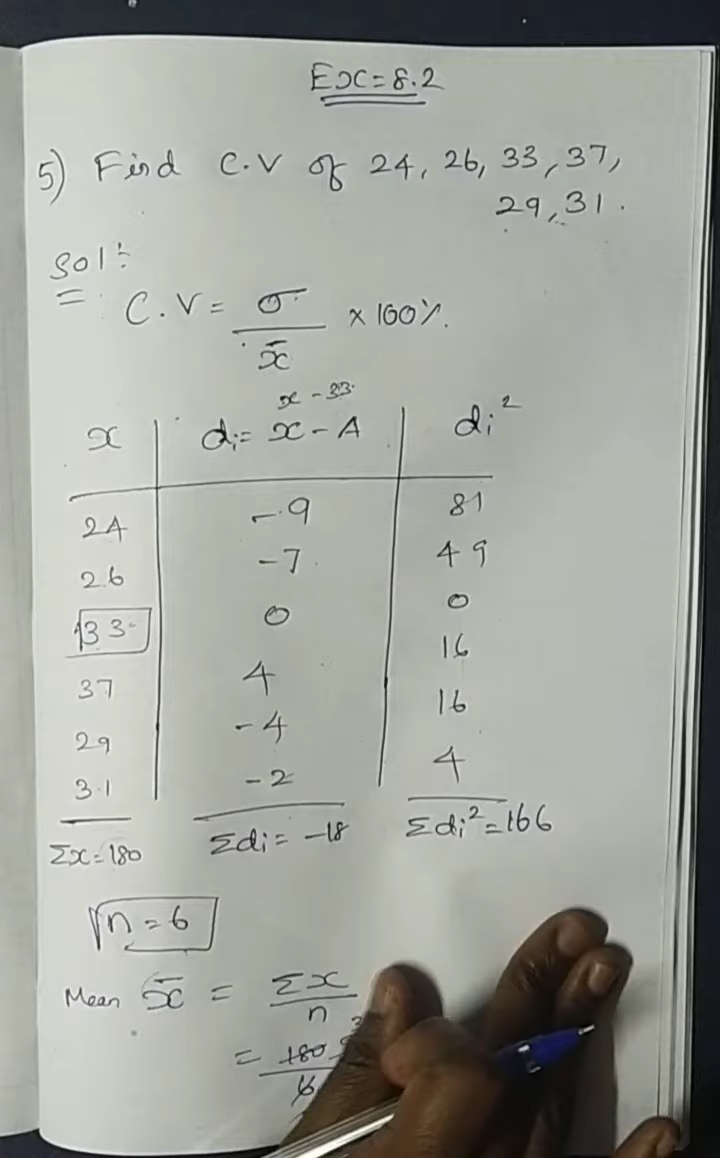 Ex = 8.2
5) Find C.V of 24, 26, 33, 37,
29, 31.
Sol:
C.V = σ / x̄ × 100%.
x - 33
x | dᵢ = x - A | dᵢ²
24 | -9 | 81
26 | -7 | 49
33 | 0 | 0
37 | 4 | 16
29 | -4 | 16
31 | -2 | 4
Σx = 180 | Σdᵢ = -18 | Σdᵢ² = 166
n = 6
Mean x̄ = Σx / n
= 180 / 6